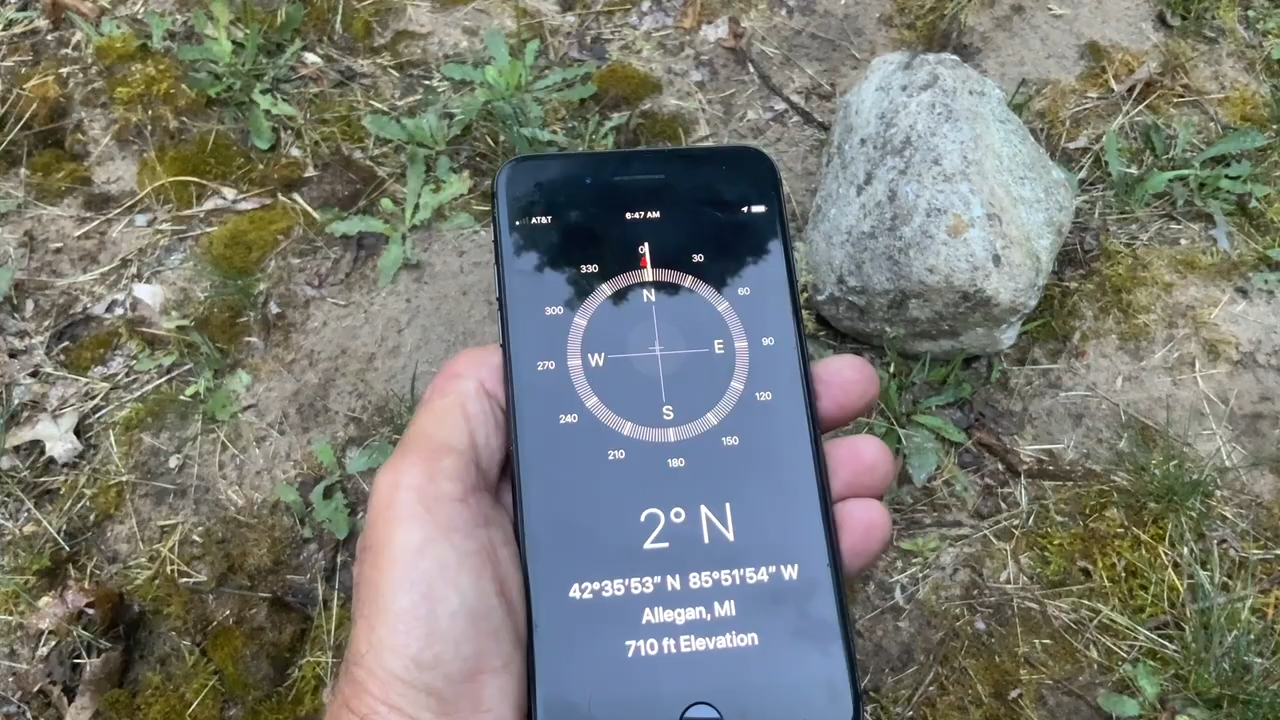 AT&T 6:47 AM
0
330 30
300 60
N
270 W E 90
240 120
S
210 150
180
2° N
42°35'53" N 85°51'54" W
Allegan, MI
710 ft Elevation